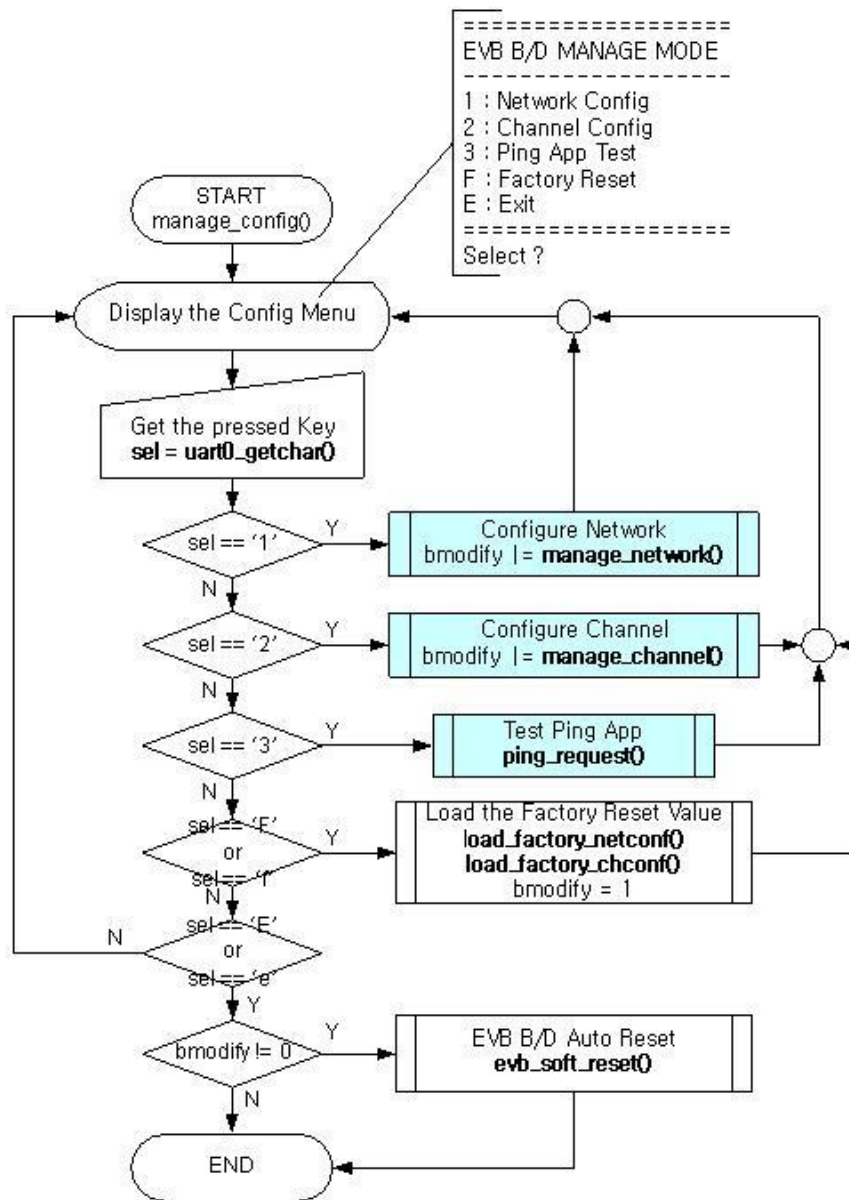 ====================
EVB B/D MANAGE MODE
--------------------
1 : Network Config
2 : Channel Config
3 : Ping App Test
F : Factory Reset
E : Exit
====================
Select ?
START
manage_config()
Display the Config Menu
Get the pressed Key
sel = uart0_getchar()
sel == '1'
Y
Configure Network
bmodify |= manage_network()
N
sel == '2'
Y
Configure Channel
bmodify |= manage_channel()
N
sel == '3'
Y
Test Ping App
ping_request()
N
sel == 'F'
or
sel == 'f'
Y
Load the Factory Reset Value
load_factory_netconf()
load_factory_chconf()
bmodify = 1
N
sel == 'E'
or
sel == 'e'
N
Y
bmodify != 0
Y
EVB B/D Auto Reset
evb_soft_reset()
N
END